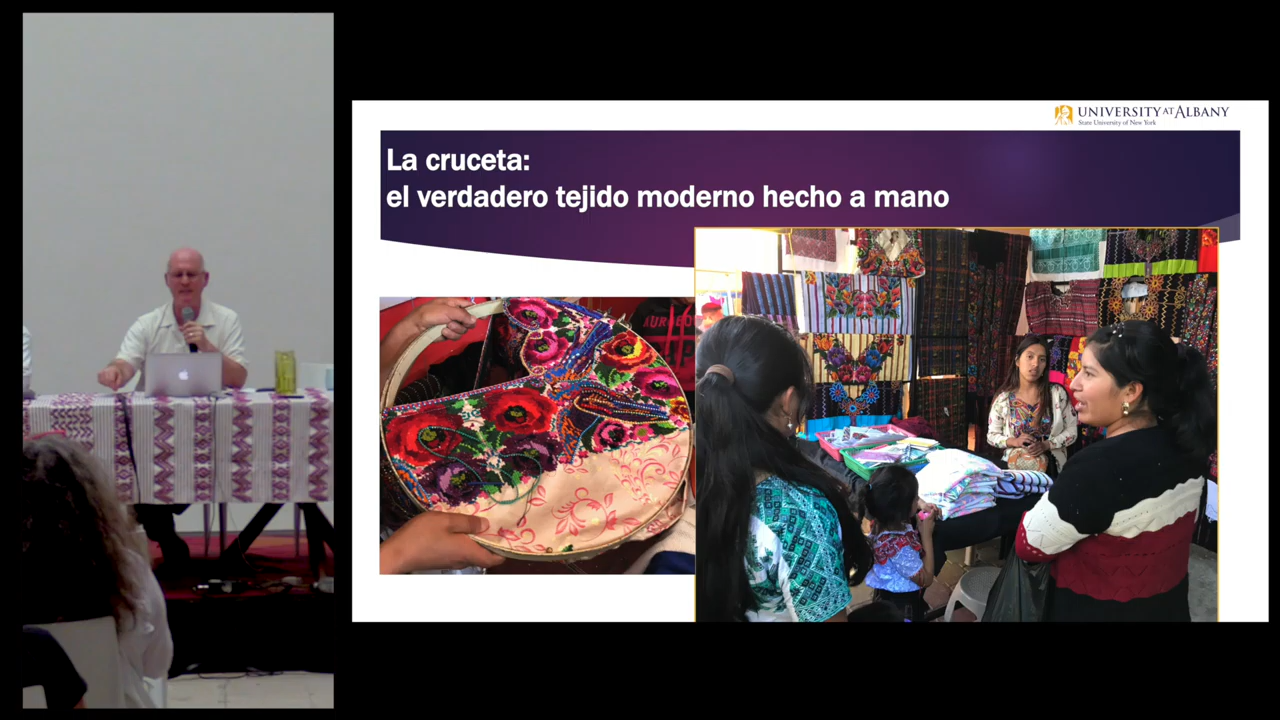 UNIVERSITY AT ALBANY
State University of New York
La cruceta:
el verdadero tejido moderno hecho a mano